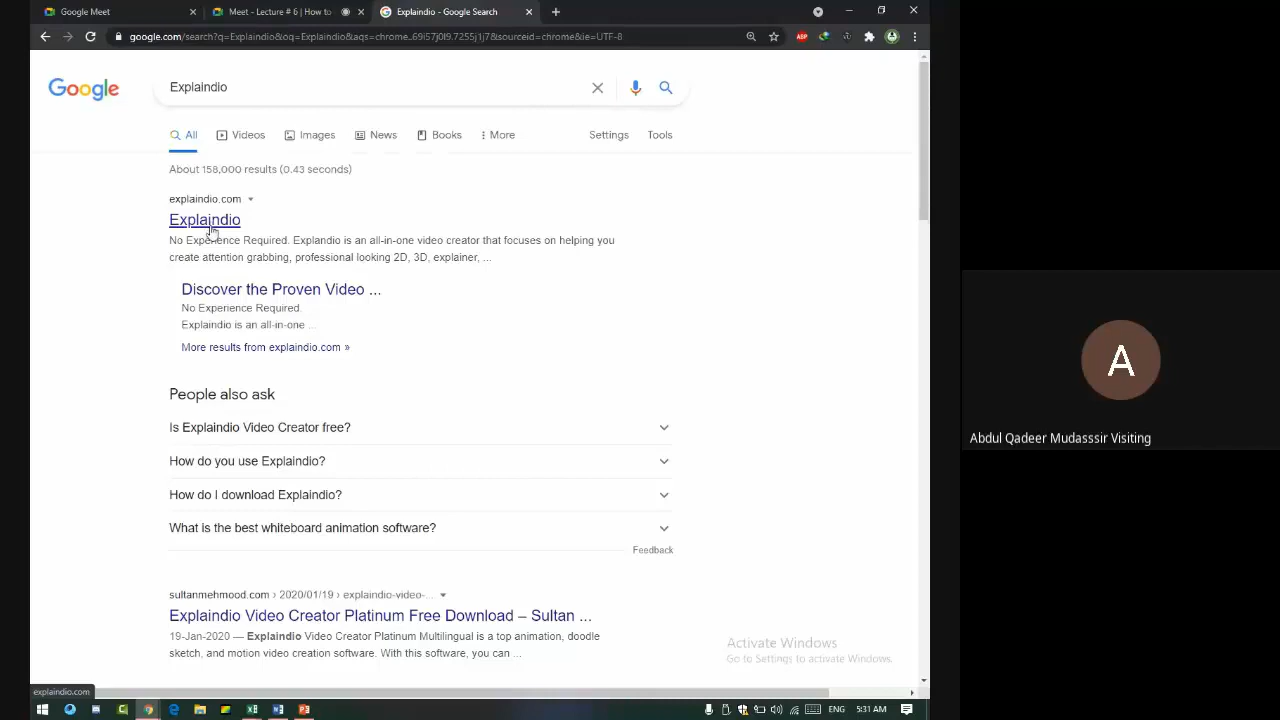 Google Meet
Meet – Lecture # 6 | How to
Explaindio - Google Search
google.com/search?q=Explaindio&oq=Explaindio&aqs=chrome_69i57j0l9.7255j1j7&sourceid=chrome&ie=UTF-8
Google
Explaindio
All
Videos
Images
News
Books
More
Settings
Tools
About 158,000 results (0.43 seconds)
explaindio.com
Explaindio
No Experience Required. Explandio is an all-in-one video creator that focuses on helping you
create attention grabbing, professional looking 2D, 3D, explainer, ...
Discover the Proven Video ...
No Experience Required.
Explaindio is an all-in-one ...
More results from explaindio.com »
People also ask
Is Explaindio Video Creator free?
How do you use Explaindio?
How do I download Explaindio?
What is the best whiteboard animation software?
Feedback
sultanmehmood.com › 2020/01/19 › explaindio-video-...
Explaindio Video Creator Platinum Free Download – Sultan ...
19-Jan-2020 — Explaindio Video Creator Platinum Multilingual is a top animation, doodle
sketch, and motion video creation software. With this software, you can ...
Activate Windows
Go to Settings to activate Windows.
explaindio.com
ENG
5:31 AM
A
Abdul Qadeer Mudasssir Visiting